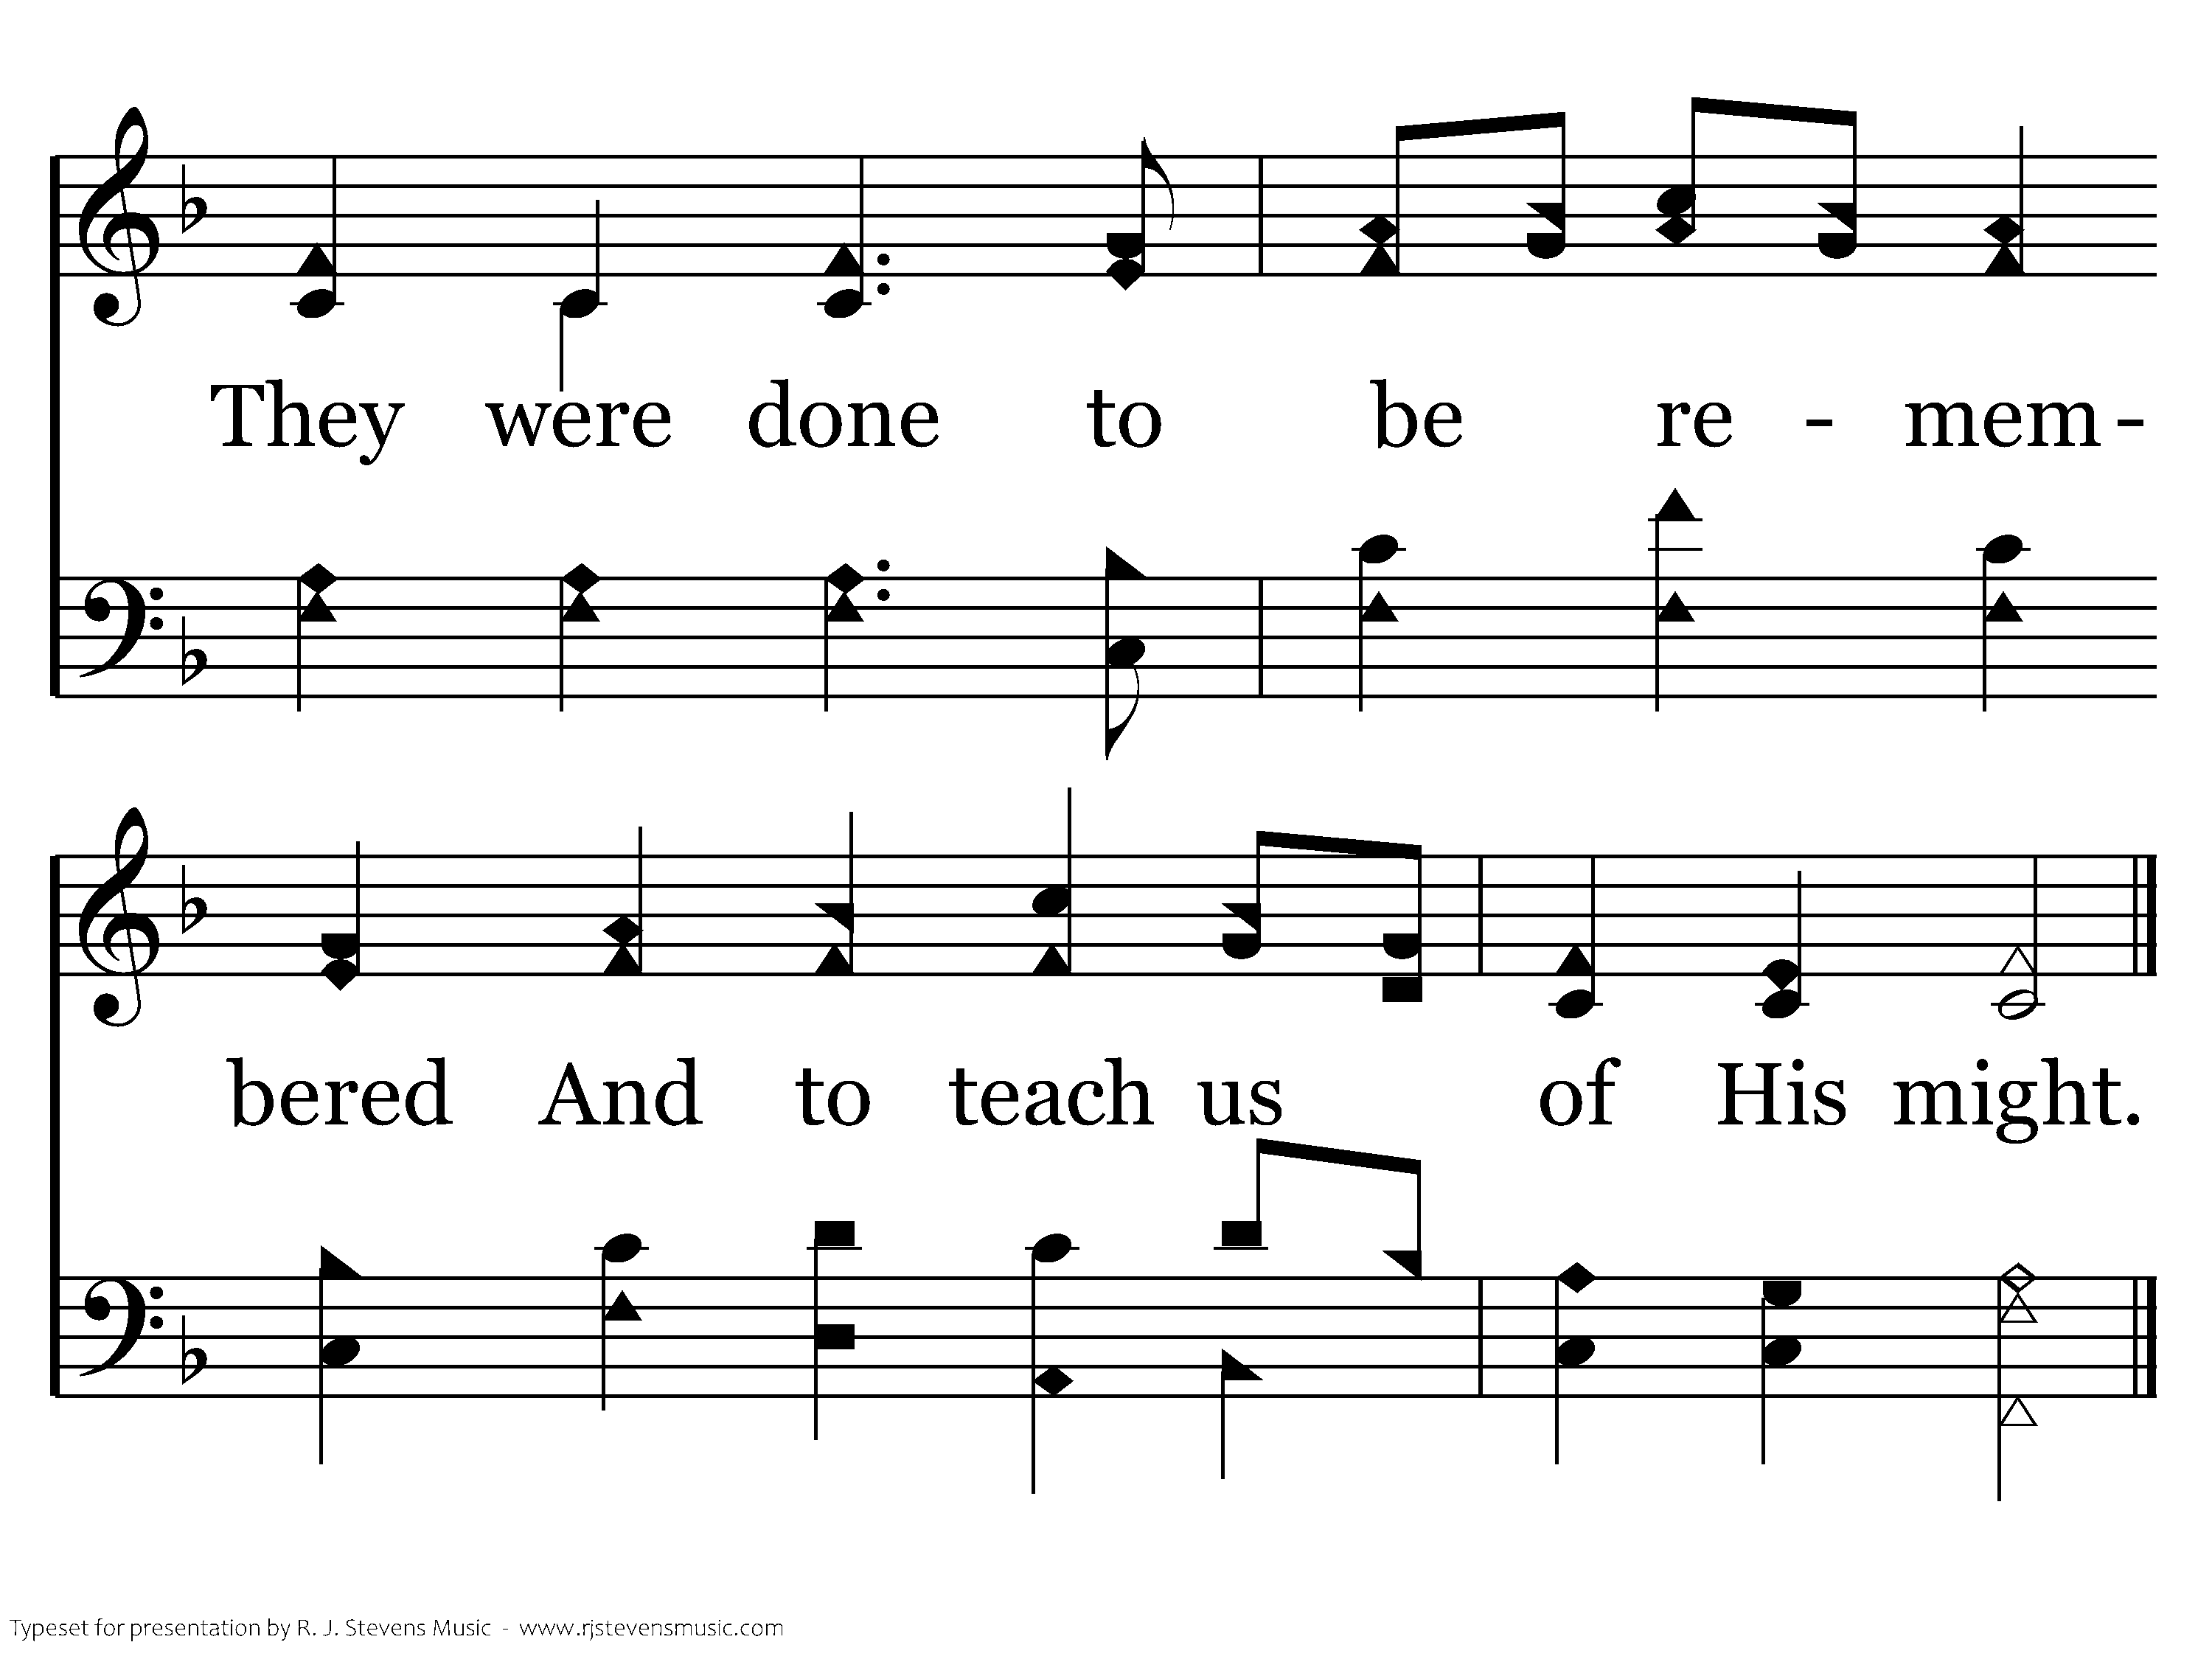 They were done to be re - mem -
bered And to teach us of His might.
Typeset for presentation by R. J. Stevens Music - www.rjstevensmusic.com